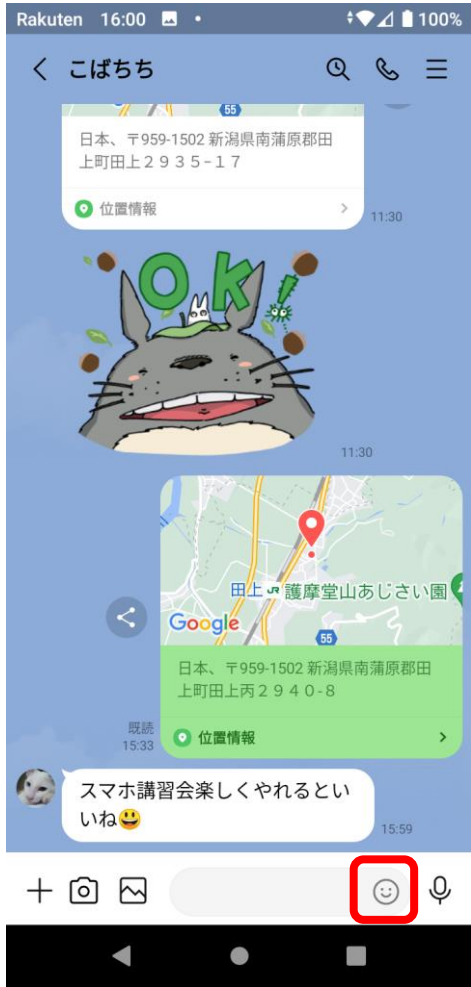 Rakuten 16:00 100%
こばちち
55
日本、〒959-1502 新潟県南蒲原郡田
上町田上２９３５−１７
位置情報
11:30
OK!
11:30
田上 JR 護摩堂山あじさい園
Google
55
日本、〒959-1502 新潟県南蒲原郡田
上町田上丙２９４０-８
既読
15:33
位置情報
スマホ講習会楽しくやれるとい
いね😃
15:59